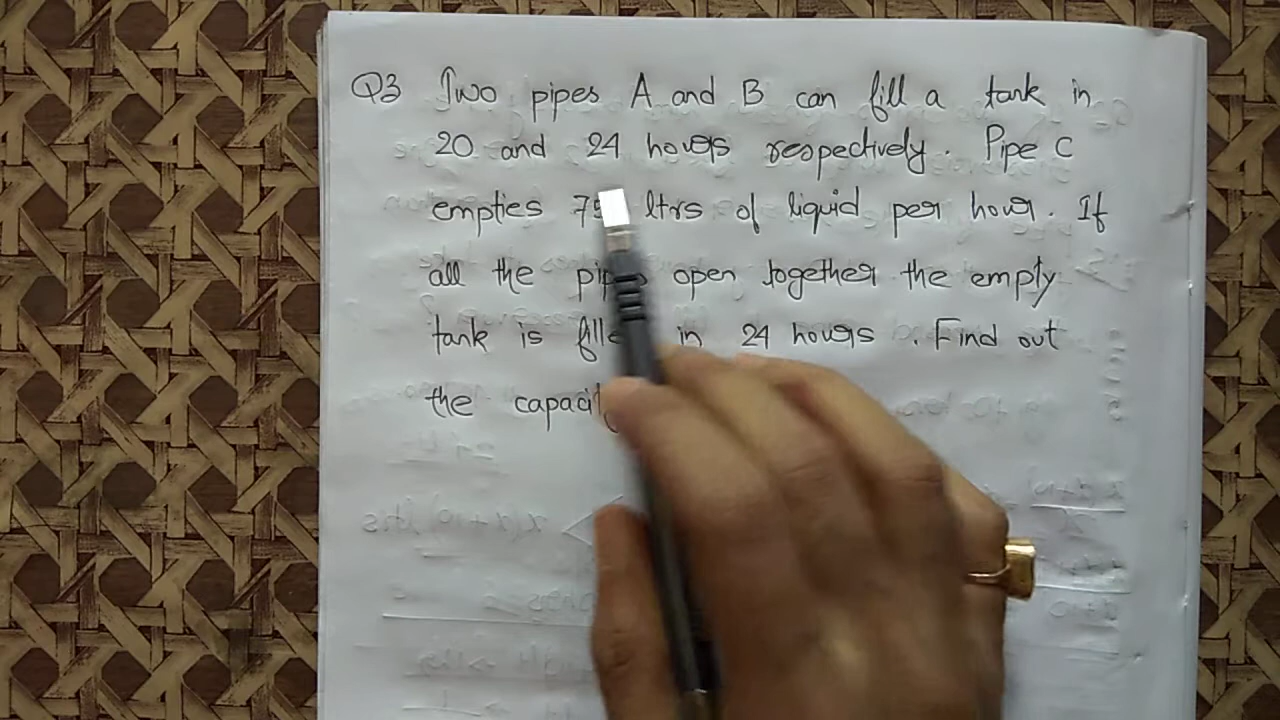 Q3 Two pipes A and B can fill a tank in
20 and 24 hours respectively. Pipe C
empties ltrs of liquid per hour. If
all the open together the empty
tank is in 24 hours. Find out
the